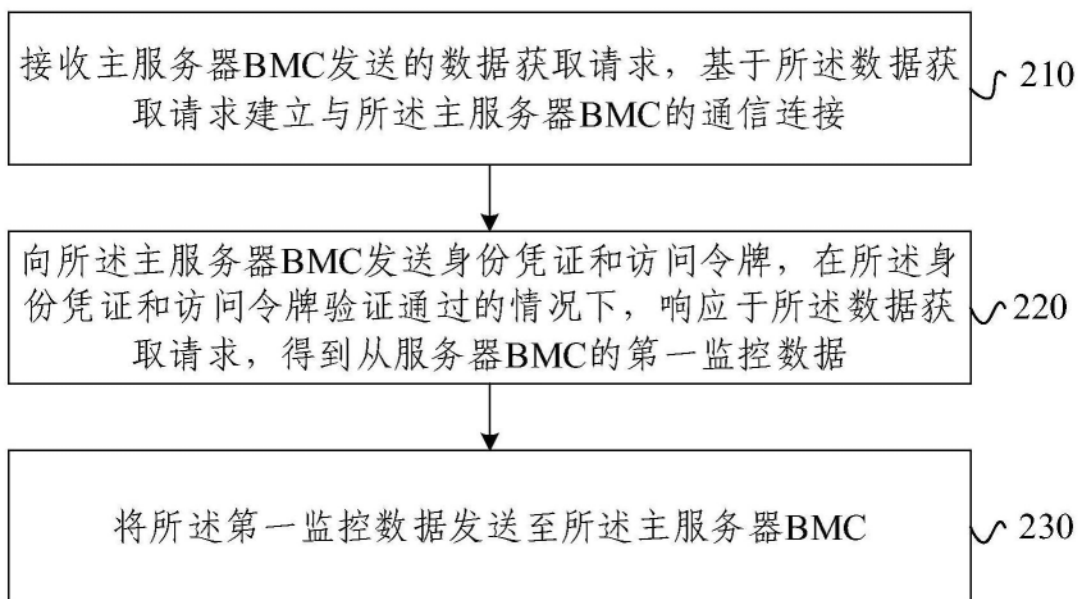 接收主服务器BMC发送的数据获取请求，基于所述数据获
取请求建立与所述主服务器BMC的通信连接
210
向所述主服务器BMC发送身份凭证和访问令牌，在所述身
份凭证和访问令牌验证通过的情况下，响应于所述数据获
取请求，得到从服务器BMC的第一监控数据
220
将所述第一监控数据发送至所述主服务器BMC
230